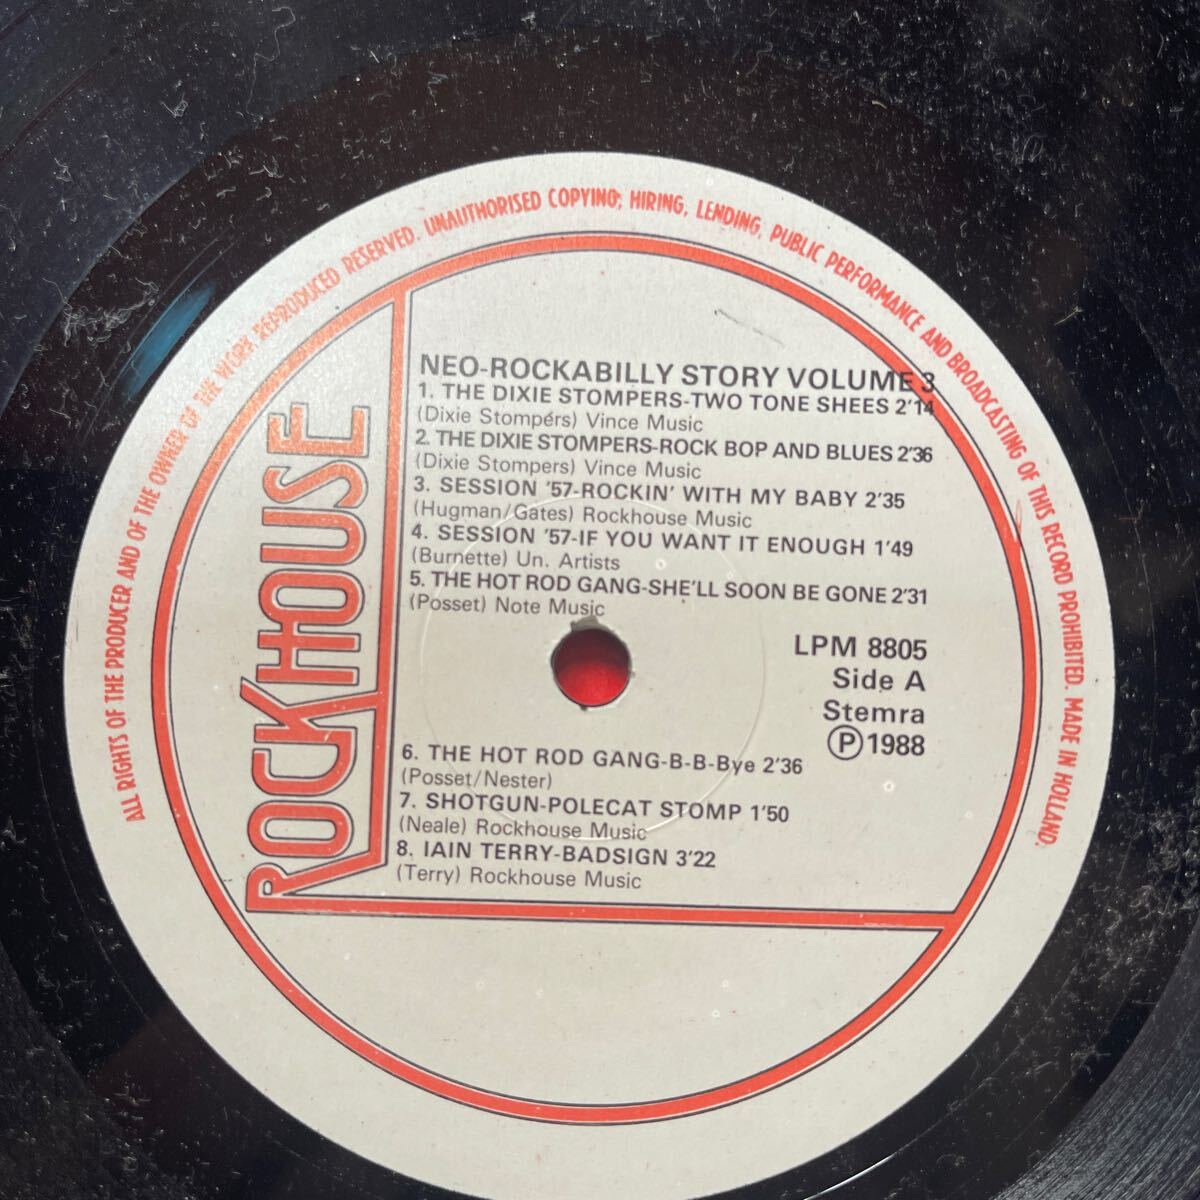 ALL RIGHTS OF THE PRODUCER AND OF THE OWNER OF THE WORK REPRODUCED RESERVED. UNAUTHORISED COPYING, HIRING, LENDING, PUBLIC PERFORMANCE AND BROADCASTING OF THIS RECORD PROHIBITED. MADE IN HOLLAND.
ROCKHOUSE
NEO-ROCKABILLY STORY VOLUME 3
1. THE DIXIE STOMPERS-TWO TONE SHEES 2'14
(Dixie Stompers) Vince Music
2. THE DIXIE STOMPERS-ROCK BOP AND BLUES 2'36
(Dixie Stompers) Vince Music
3. SESSION '57-ROCKIN' WITH MY BABY 2'35
(Hugman/Gates) Rockhouse Music
4. SESSION '57-IF YOU WANT IT ENOUGH 1'49
(Burnette) Un. Artists
5. THE HOT ROD GANG-SHE'LL SOON BE GONE 2'31
(Posset) Note Music
LPM 8805
Side A
Stemra
Ⓟ1988
6. THE HOT ROD GANG-B-B-Bye 2'36
(Posset/Nester)
7. SHOTGUN-POLECAT STOMP 1'50
(Neale) Rockhouse Music
8. IAIN TERRY-BADSIGN 3'22
(Terry) Rockhouse Music